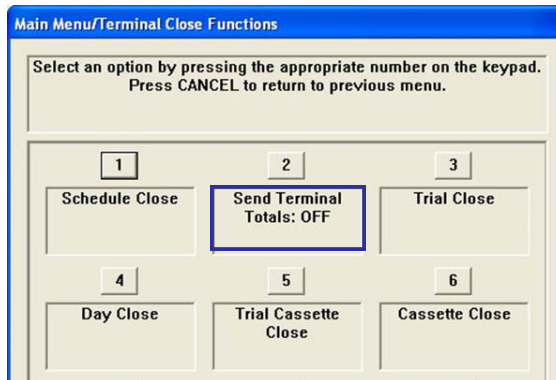 Main Menu/Terminal Close Functions
Select an option by pressing the appropriate number on the keypad.
Press CANCEL to return to previous menu.
1
2
3
Schedule Close
Send Terminal
Totals: OFF
Trial Close
4
5
6
Day Close
Trial Cassette
Close
Cassette Close